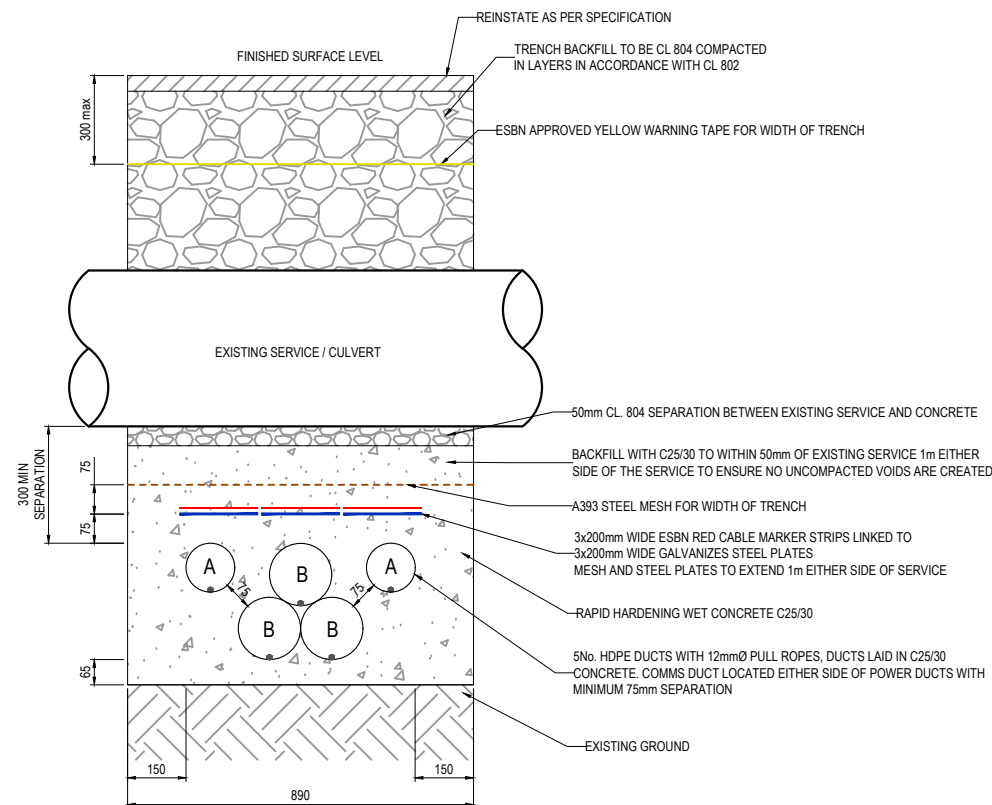 REINSTATE AS PER SPECIFICATION
FINISHED SURFACE LEVEL
TRENCH BACKFILL TO BE CL 804 COMPACTED
IN LAYERS IN ACCORDANCE WITH CL 802
300 max
ESBN APPROVED YELLOW WARNING TAPE FOR WIDTH OF TRENCH
EXISTING SERVICE / CULVERT
50mm CL. 804 SEPARATION BETWEEN EXISTING SERVICE AND CONCRETE
BACKFILL WITH C25/30 TO WITHIN 50mm OF EXISTING SERVICE 1m EITHER
SIDE OF THE SERVICE TO ENSURE NO UNCOMPACTED VOIDS ARE CREATED
300 MIN
SEPARATION
75
75
A393 STEEL MESH FOR WIDTH OF TRENCH
3x200mm WIDE ESBN RED CABLE MARKER STRIPS LINKED TO
3x200mm WIDE GALVANIZES STEEL PLATES
MESH AND STEEL PLATES TO EXTEND 1m EITHER SIDE OF SERVICE
A
B
A
75
75
B
B
RAPID HARDENING WET CONCRETE C25/30
5No. HDPE DUCTS WITH 12mmØ PULL ROPES, DUCTS LAID IN C25/30
CONCRETE. COMMS DUCT LOCATED EITHER SIDE OF POWER DUCTS WITH
MINIMUM 75mm SEPARATION
65
EXISTING GROUND
150
150
890